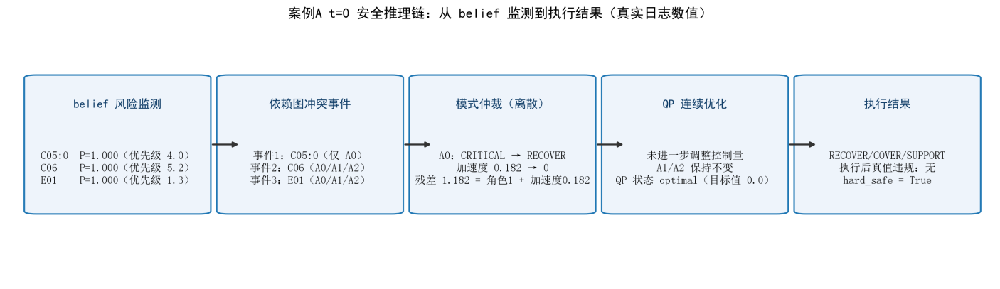 案例A t=0 安全推理链：从 belief 监测到执行结果（真实日志数值）
belief 风险监测
C05:0 P=1.000（优先级 4.0）
C06 P=1.000（优先级 5.2）
E01 P=1.000（优先级 1.3）
依赖图冲突事件
事件1：C05:0（仅 A0）
事件2：C06（A0/A1/A2）
事件3：E01（A0/A1/A2）
模式仲裁（离散）
A0：CRITICAL → RECOVER
加速度 0.182 → 0
残差 1.182 = 角色1 + 加速度0.182
QP 连续优化
未进一步调整控制量
A1/A2 保持不变
QP 状态 optimal（目标值 0.0）
执行结果
RECOVER/COVER/SUPPORT
执行后真值违规：无
hard_safe = True